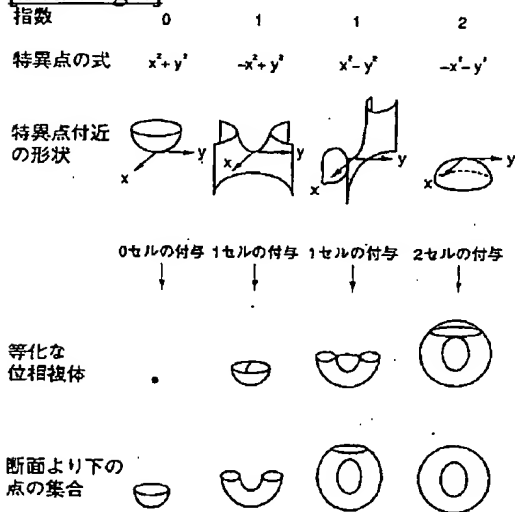 指数 0 1 1 2
特異点の式 x²+y² -x²+y² x²-y² -x²-y²
特異点付近
の形状
y y y y
x x x x
0セルの付与 1セルの付与 1セルの付与 2セルの付与
等化な
位相複体
断面より下の
点の集合